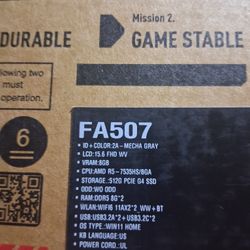 Mission 2.
DURABLE
GAME STABLE
ollowing two
must
operation.
6
FA507
• ID+COLOR:2A-MECHA GRAY
• LCD:15.6 FHD WV
• VRAM:8GB
• CPU:AMD R5-7535HS/8GA
• STORAGE:512G PCIE G4 SSD
• ODD:WO ODD
• RAM:DDR5 8G*2
• WLAN:WIFI6 11AX2*2 WW+BT
• USB:USB3.2*2+USB3.2C*2
• OS TYPE:WIN11 HOME
• KB LANGUAGE:US
• POWER CORD:UL